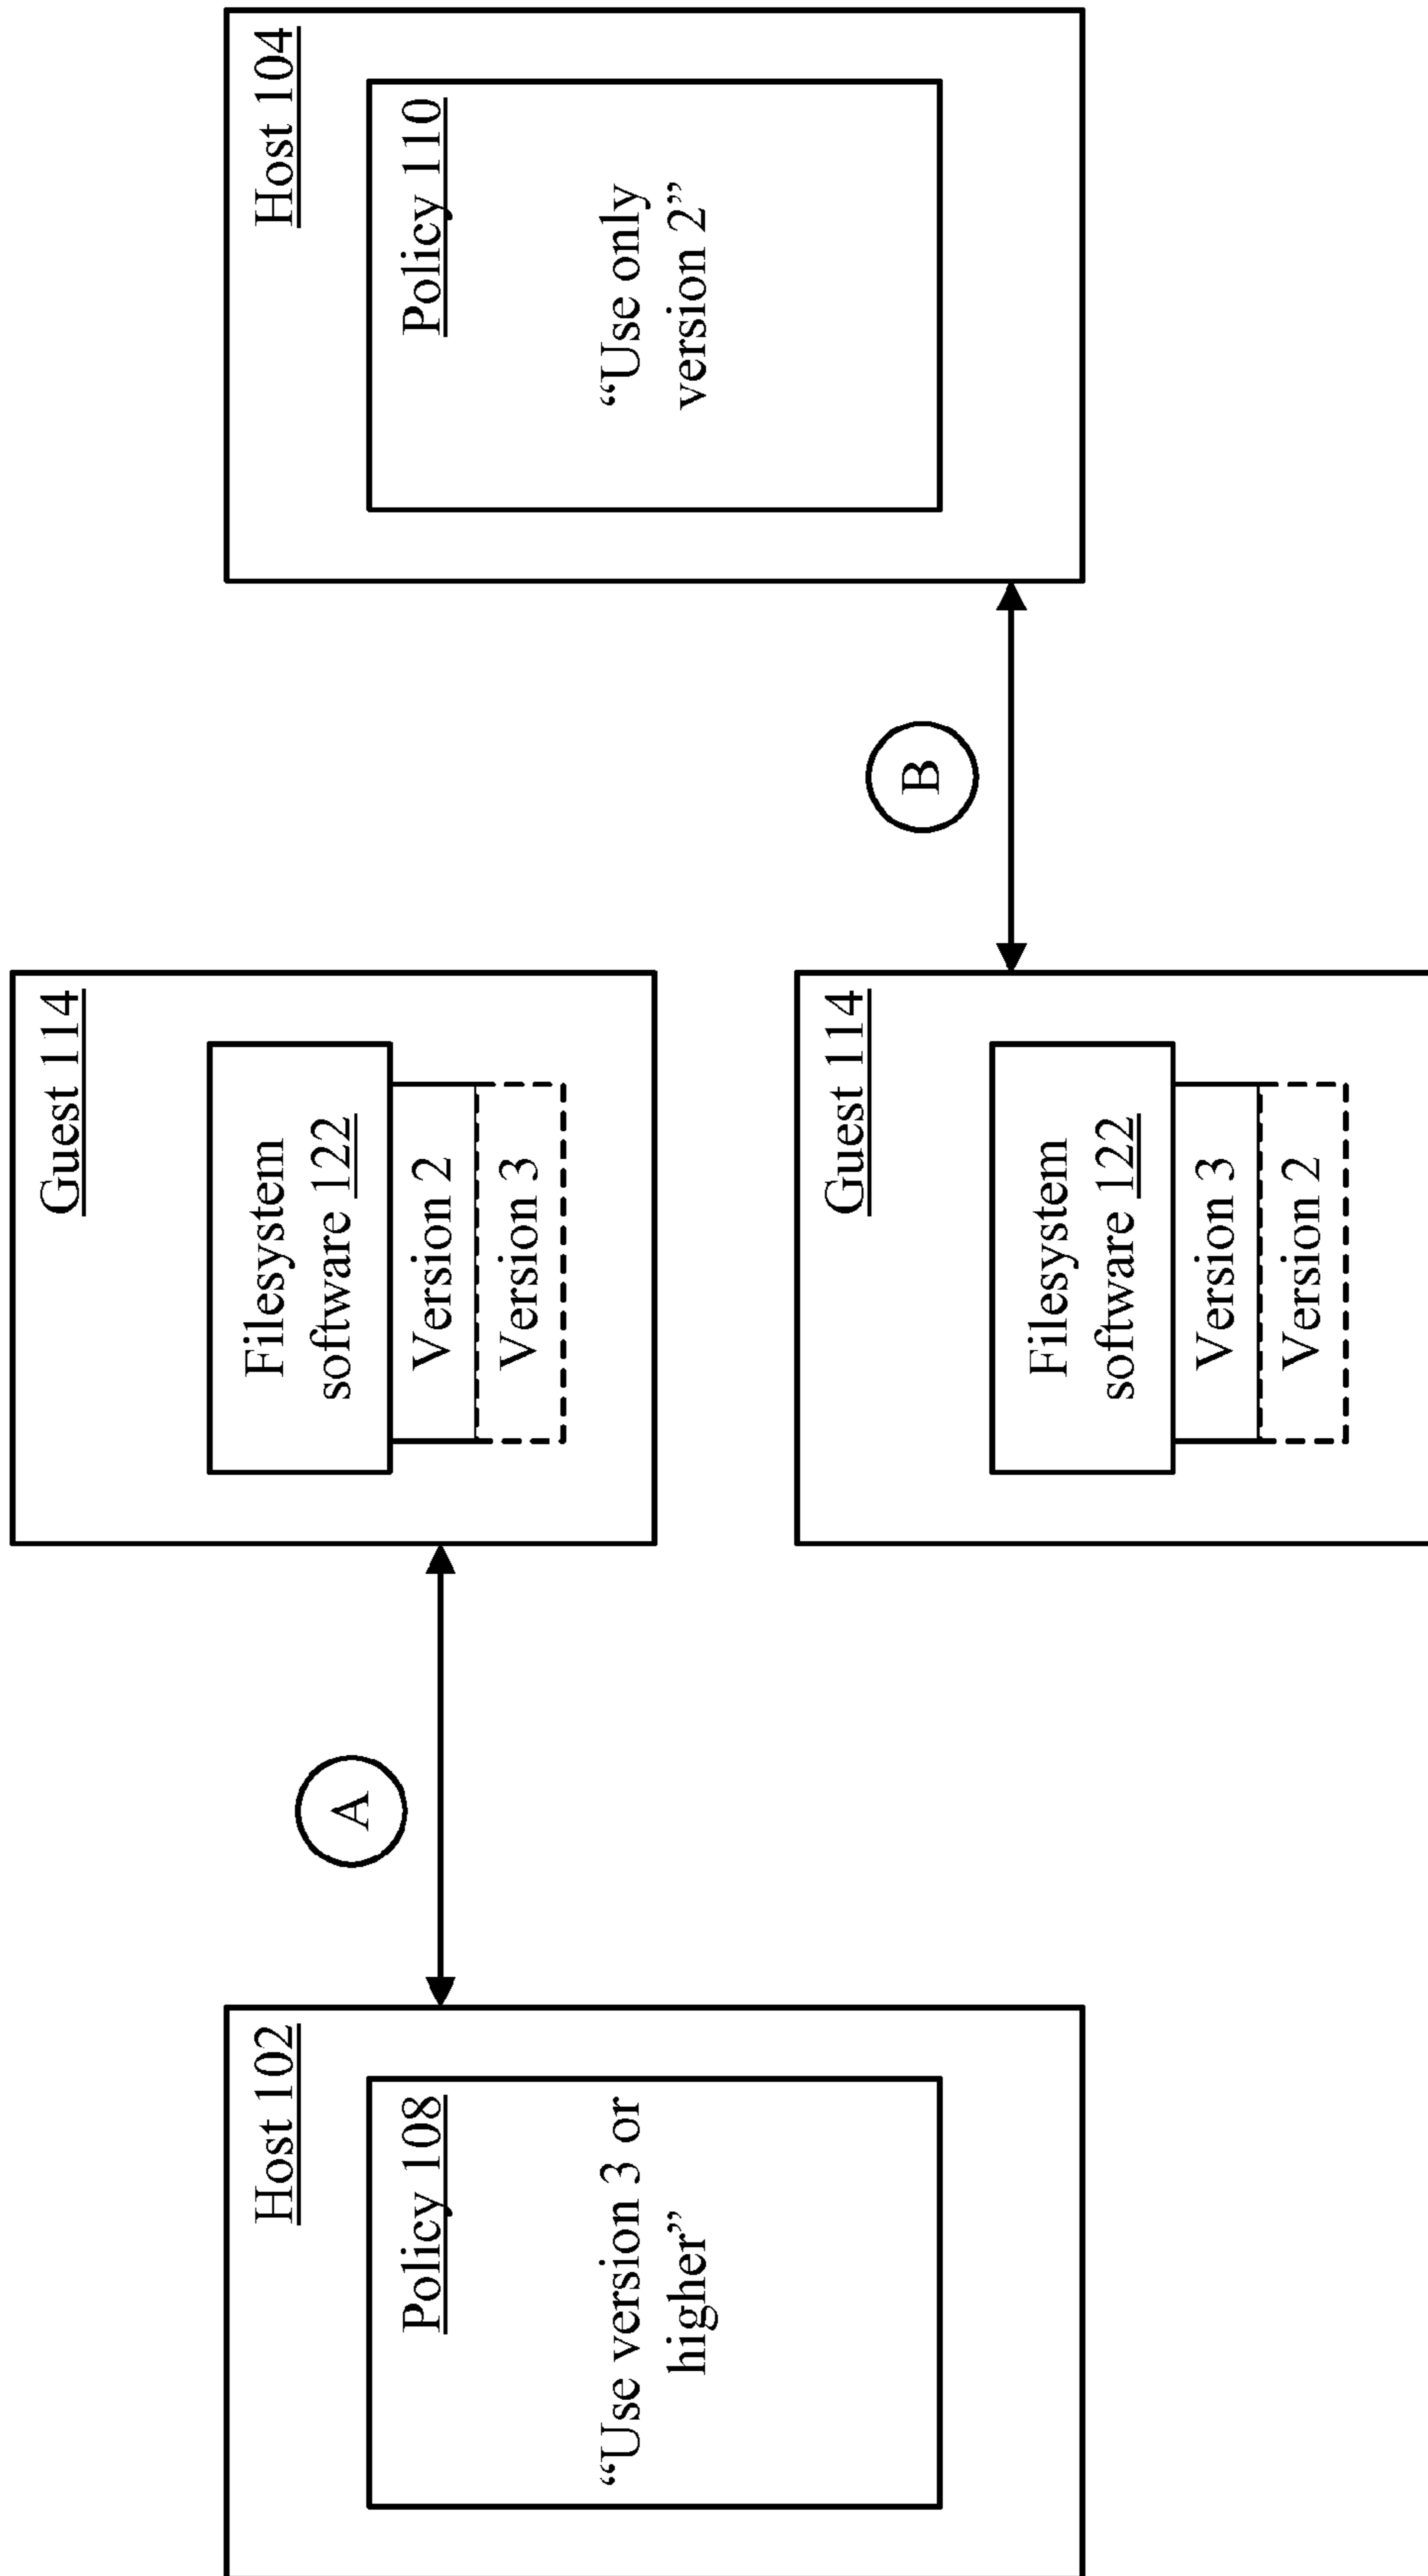 Host 102
Policy 108
“Use version 3 or
higher”
A
Guest 114
Filesystem
software 122
Version 2
Version 3
Guest 114
Filesystem
software 122
Version 3
Version 2
B
Host 104
Policy 110
“Use only
version 2”